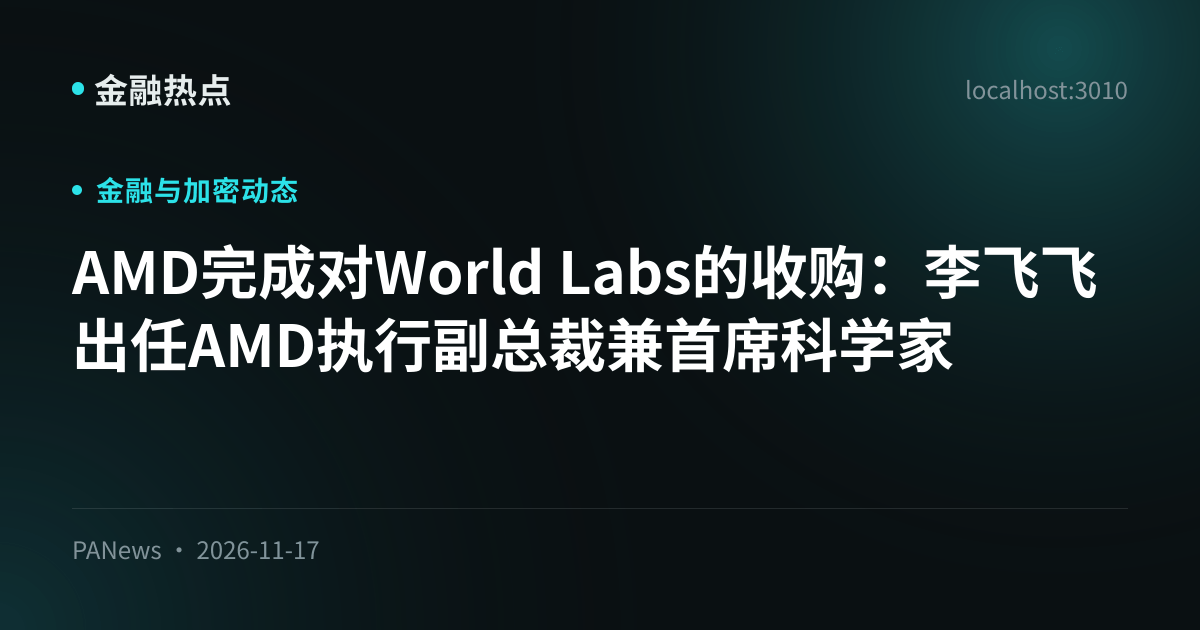 金融热点
localhost:3010
金融与加密动态
AMD完成对World Labs的收购：李飞飞
出任AMD执行副总裁兼首席科学家
PANews • 2026-11-17